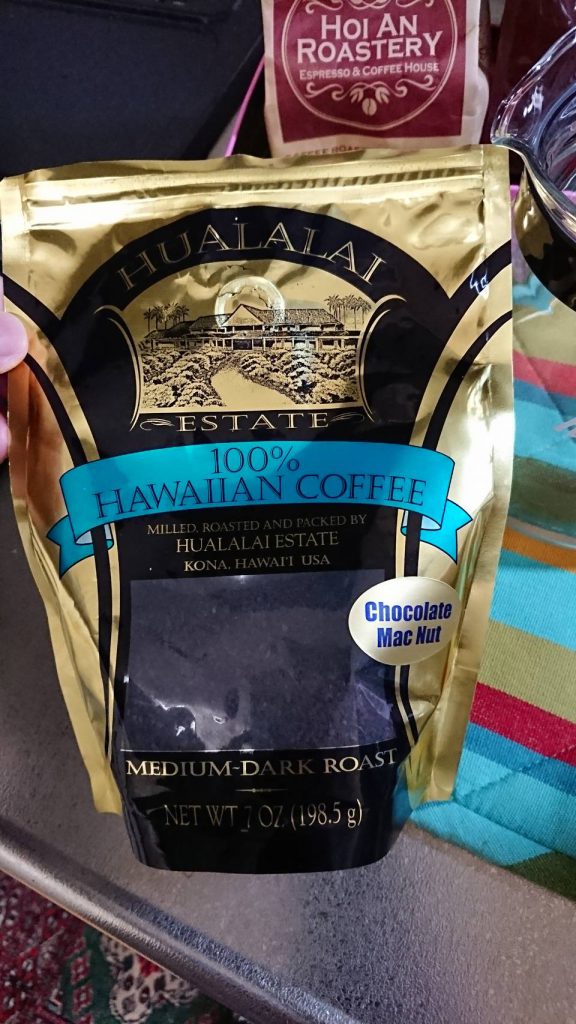 HOI AN
ROASTERY
ESPRESSO & COFFEE HOUSE
HUALALAI
ESTATE
100%
HAWAIIAN COFFEE
MILLED, ROASTED AND PACKED BY
HUALALAI ESTATE
KONA, HAWAI'I USA
Chocolate
Mac Nut
MEDIUM-DARK ROAST
NET WT 7 OZ (198.5 g)